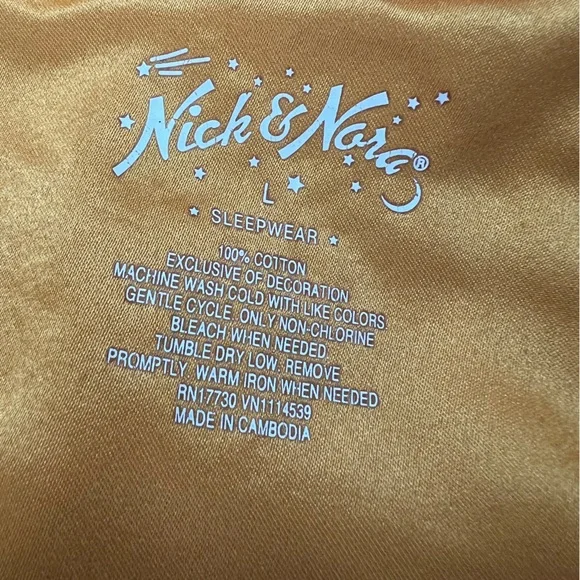 Nick & Nora®
L
SLEEPWEAR
100% COTTON
EXCLUSIVE OF DECORATION
MACHINE WASH COLD WITH LIKE COLORS
GENTLE CYCLE. ONLY NON-CHLORINE
BLEACH WHEN NEEDED.
TUMBLE DRY LOW. REMOVE
PROMPTLY. WARM IRON WHEN NEEDED
RN17730 VN1114539
MADE IN CAMBODIA